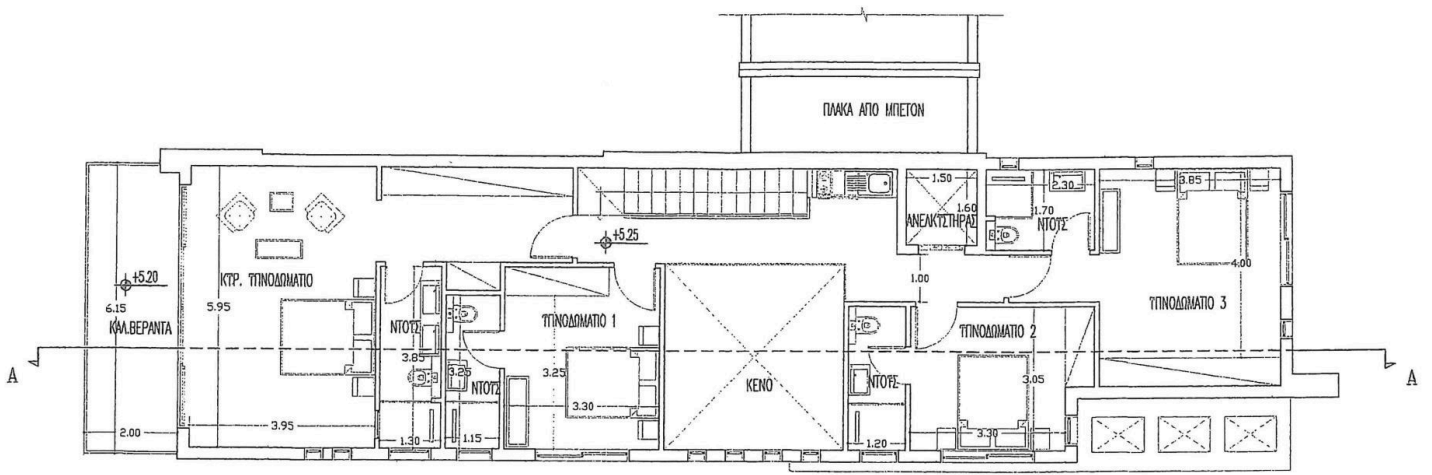 ΠΛΑΚΑ ΑΠΟ ΜΠΕΤΟΝ
1.50
2.30
3.85
1.60
1.70
ΑΝΕΛΚΥΣΤΗΡΑΣ
ΝΤΟΥΣ
+5.25
+5.20
ΚΥΡ. ΥΠΝΟΔΩΜΑΤΙΟ
4.00
1.00
6.15
5.95
ΚΑΛ.ΒΕΡΑΝΤΑ
ΥΠΝΟΔΩΜΑΤΙΟ 3
ΝΤΟΥΣ
ΥΠΝΟΔΩΜΑΤΙΟ 1
ΥΠΝΟΔΩΜΑΤΙΟ 2
3.85
3.25
3.25
3.05
A
A
ΝΤΟΥΣ
ΚΕΝΟ
ΝΤΟΥΣ
3.30
2.00
3.95
1.30
1.15
1.20
3.30